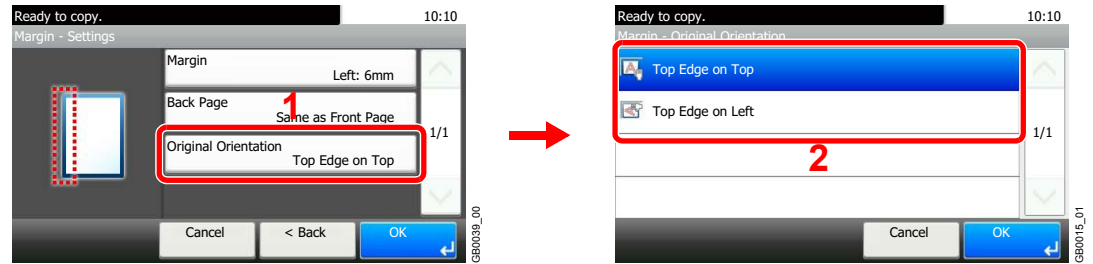 Ready to copy.
10:10
Margin - Settings
Margin
Left: 6mm
Back Page
1
Same as Front Page
1/1
Original Orientation
Top Edge on Top
Cancel
< Back
OK
GB0039_00
Ready to copy.
10:10
Margin - Original Orientation
Top Edge on Top
Top Edge on Left
1/1
2
Cancel
OK
GB0015_01